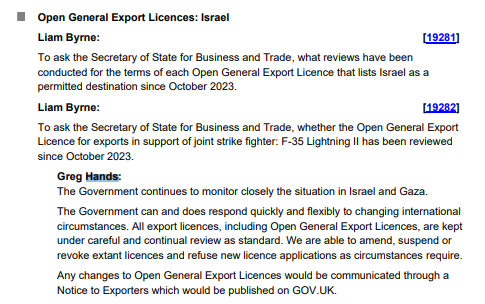 Open General Export Licences: Israel
Liam Byrne: [19281]
To ask the Secretary of State for Business and Trade, what reviews have been
conducted for the terms of each Open General Export Licence that lists Israel as a
permitted destination since October 2023.
Liam Byrne: [19282]
To ask the Secretary of State for Business and Trade, whether the Open General Export
Licence for exports in support of joint strike fighter: F-35 Lightning II has been reviewed
since October 2023.
Greg Hands:
The Government continues to monitor closely the situation in Israel and Gaza.
The Government can and does respond quickly and flexibly to changing international
circumstances. All export licences, including Open General Export Licences, are kept
under careful and continual review as standard. We are able to amend, suspend or
revoke extant licences and refuse new licence applications as circumstances require.
Any changes to Open General Export Licences would be communicated through a
Notice to Exporters which would be published on GOV.UK.